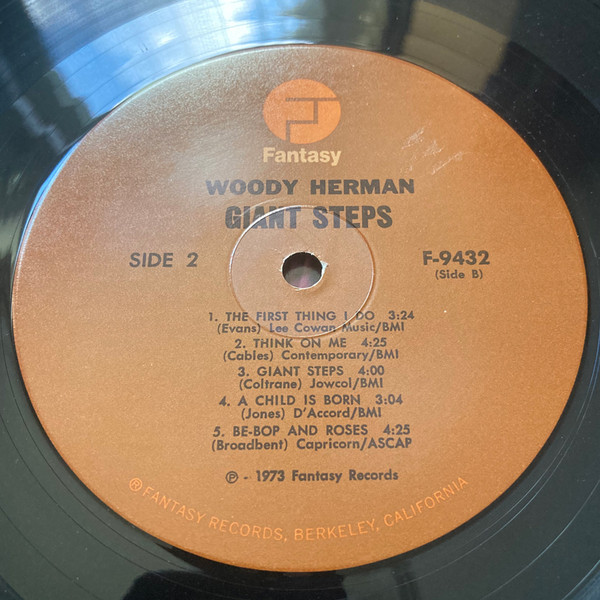 Fantasy
WOODY HERMAN
GIANT STEPS
SIDE 2
F-9432
(Side B)
1. THE FIRST THING I DO 3:24
(Evans) Lee Cowan Music/BMI
2. THINK ON ME 4:25
(Cables) Contemporary/BMI
3. GIANT STEPS 4:00
(Coltrane) Jowcol/BMI
4. A CHILD IS BORN 3:04
(Jones) D'Accord/BMI
5. BE-BOP AND ROSES 4:25
(Broadbent) Capricorn/ASCAP
℗ - 1973 Fantasy Records
® FANTASY RECORDS, BERKELEY, CALIFORNIA